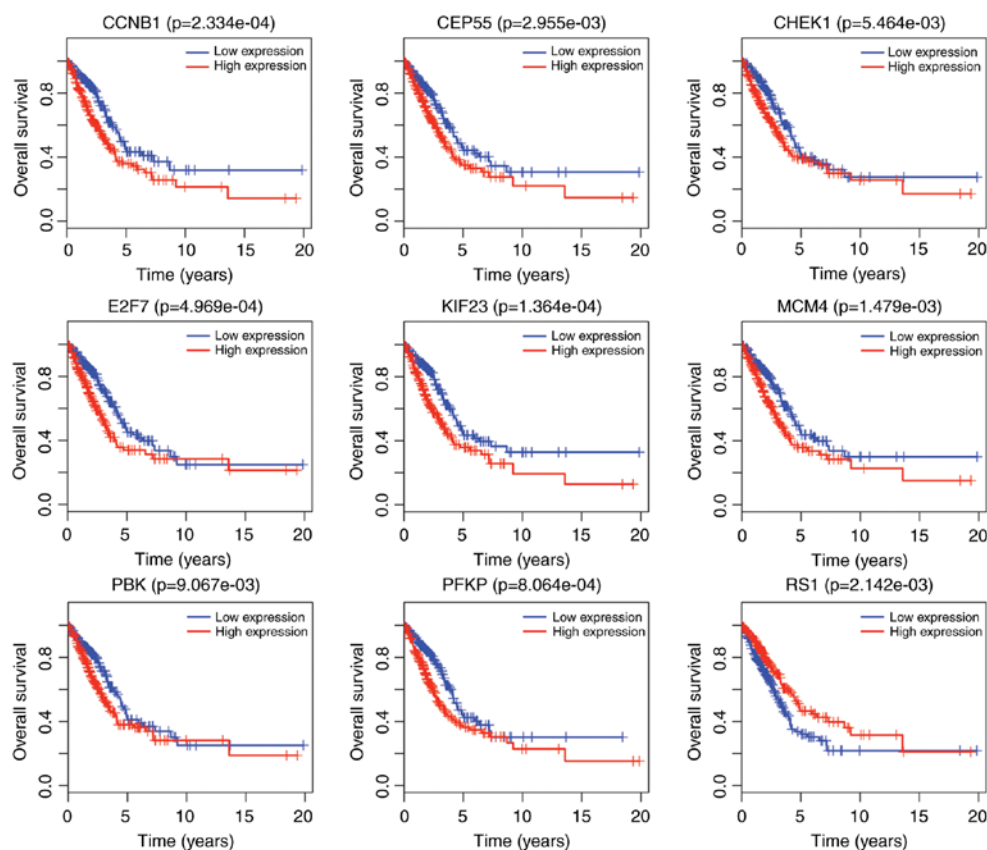 CCNB1 (p=2.334e-04)
Low expression
High expression
Overall survival
0.8
0.4
0.0
0 5 10 15 20
Time (years)
CEP55 (p=2.955e-03)
Low expression
High expression
Overall survival
0.8
0.4
0.0
0 5 10 15 20
Time (years)
CHEK1 (p=5.464e-03)
Low expression
High expression
Overall survival
0.8
0.4
0.0
0 5 10 15 20
Time (years)
E2F7 (p=4.969e-04)
Low expression
High expression
Overall survival
0.8
0.4
0.0
0 5 10 15 20
Time (years)
KIF23 (p=1.364e-04)
Low expression
High expression
Overall survival
0.8
0.4
0.0
0 5 10 15 20
Time (years)
MCM4 (p=1.479e-03)
Low expression
High expression
Overall survival
0.8
0.4
0.0
0 5 10 15 20
Time (years)
PBK (p=9.067e-03)
Low expression
High expression
Overall survival
0.8
0.4
0.0
0 5 10 15 20
Time (years)
PFKP (p=8.064e-04)
Low expression
High expression
Overall survival
0.8
0.4
0.0
0 5 10 15 20
Time (years)
RS1 (p=2.142e-03)
Low expression
High expression
Overall survival
0.8
0.4
0.0
0 5 10 15 20
Time (years)